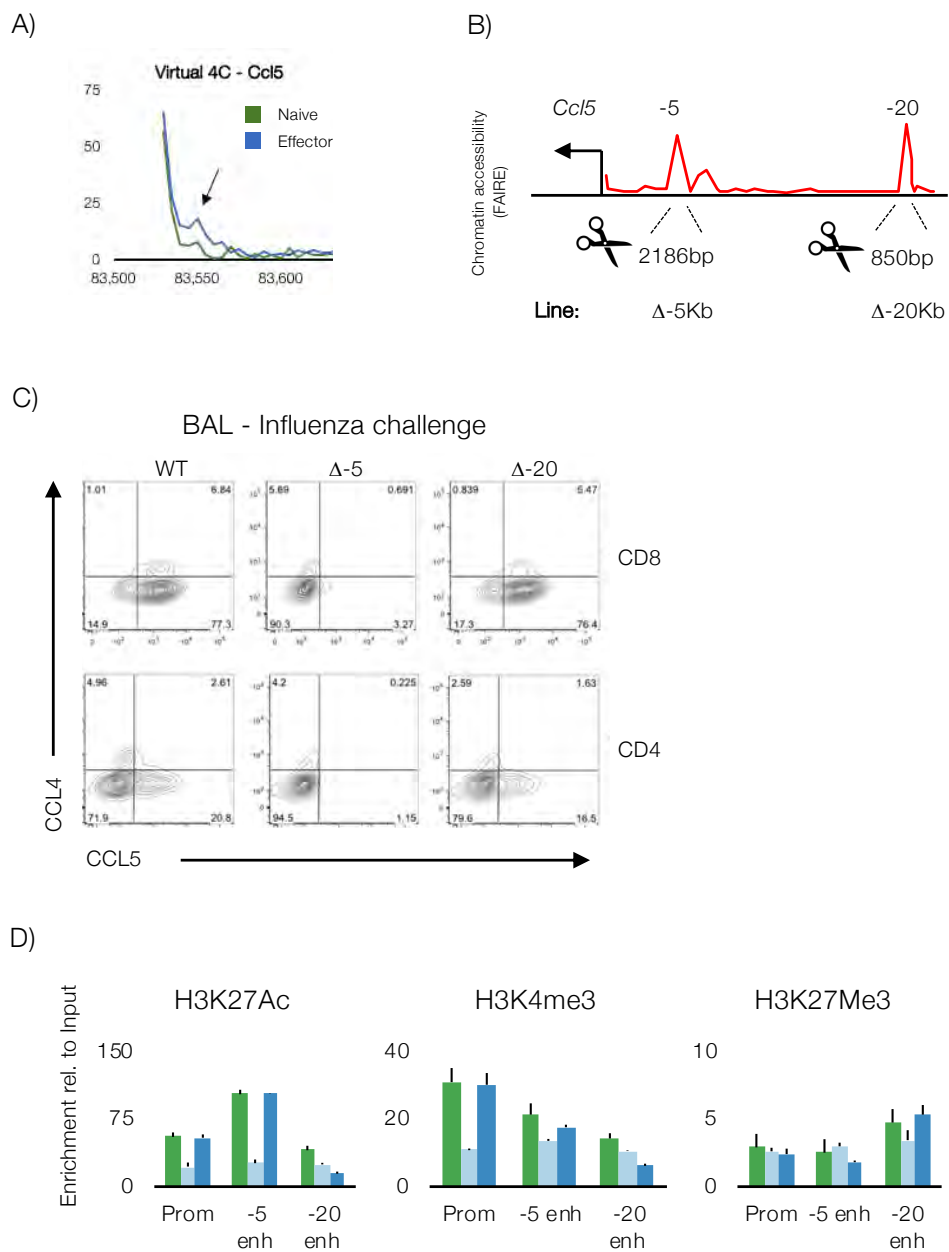 A)
Virtual 4C - Ccl5
75
50
25
0
Naive
Effector
83,500
83,550
83,600
B)
Chromatin accessibility
(FAIRE)
Ccl5
-5
-20
2186bp
850bp
Line:
Δ-5Kb
Δ-20Kb
C)
BAL - Influenza challenge
WT
Δ-5
Δ-20
1.01
6.84
14.9
77.3
5.69
0.691
90.3
3.27
0.839
5.47
17.3
76.4
CD8
4.96
2.61
71.9
20.8
4.2
0.225
94.5
1.15
2.59
1.63
79.6
16.5
CD4
CCL4
CCL5
D)
Enrichment rel. to Input
H3K27Ac
150
75
0
Prom
-5
enh
-20
enh
H3K4me3
40
20
0
Prom
-5 enh
-20
enh
H3K27Me3
10
5
0
Prom
-5 enh
-20
enh